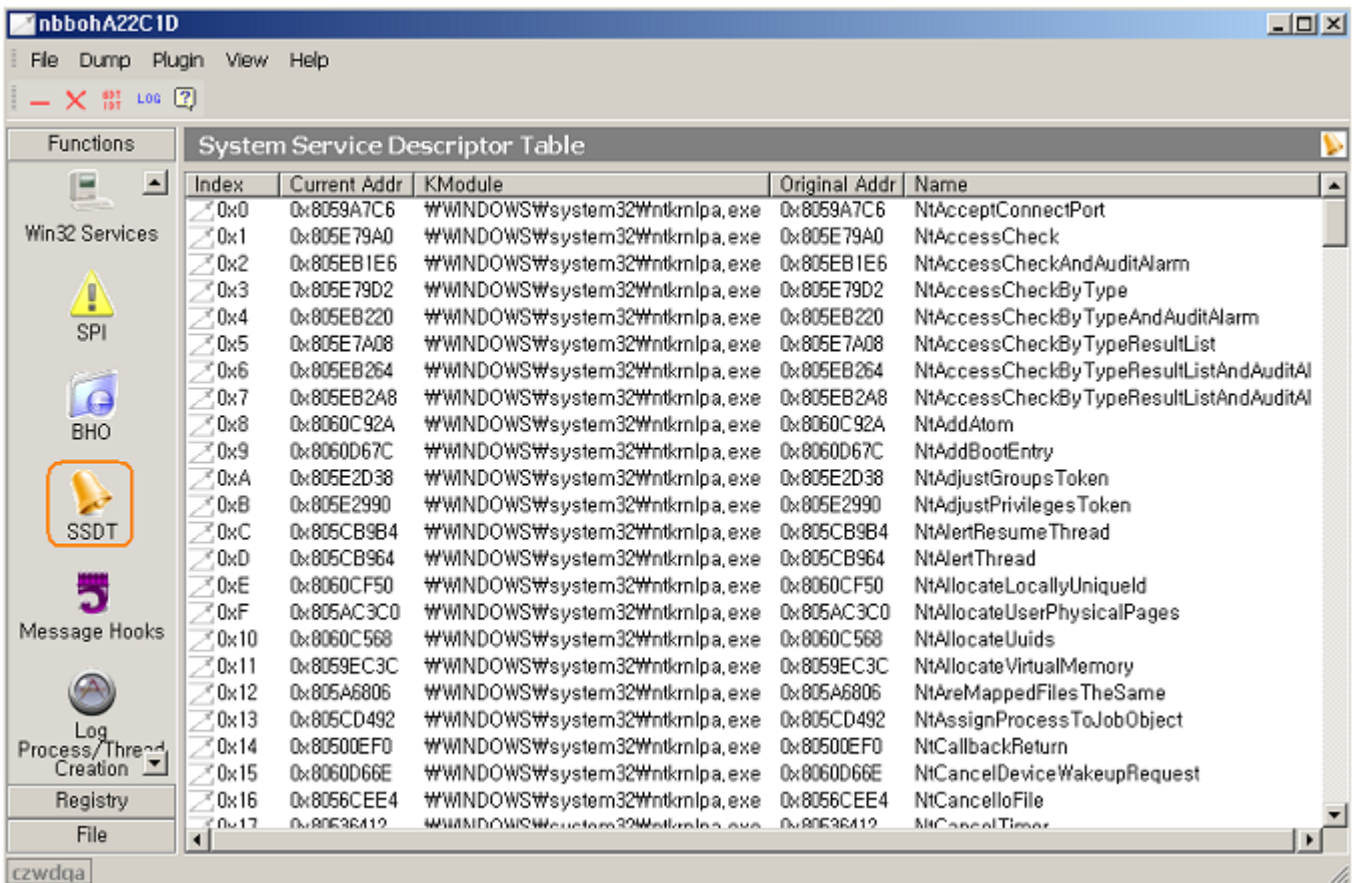 nbbohA22C1D
File Dump Plugin View Help
GDT IDT LOG ?
Functions
System Service Descriptor Table
Win32 Services
SPI
BHO
SSDT
Message Hooks
Log
Process/Thread
Creation
Registry
File
Index Current Addr KModule Original Addr Name
0x0 0x8059A7C6 ₩WINDOWS₩system32₩ntkrnlpa.exe 0x8059A7C6 NtAcceptConnectPort
0x1 0x805E79A0 ₩WINDOWS₩system32₩ntkrnlpa.exe 0x805E79A0 NtAccessCheck
0x2 0x805EB1E6 ₩WINDOWS₩system32₩ntkrnlpa.exe 0x805EB1E6 NtAccessCheckAndAuditAlarm
0x3 0x805E79D2 ₩WINDOWS₩system32₩ntkrnlpa.exe 0x805E79D2 NtAccessCheckByType
0x4 0x805EB220 ₩WINDOWS₩system32₩ntkrnlpa.exe 0x805EB220 NtAccessCheckByTypeAndAuditAlarm
0x5 0x805E7A08 ₩WINDOWS₩system32₩ntkrnlpa.exe 0x805E7A08 NtAccessCheckByTypeResultList
0x6 0x805EB264 ₩WINDOWS₩system32₩ntkrnlpa.exe 0x805EB264 NtAccessCheckByTypeResultListAndAuditAl
0x7 0x805EB2A8 ₩WINDOWS₩system32₩ntkrnlpa.exe 0x805EB2A8 NtAccessCheckByTypeResultListAndAuditAl
0x8 0x8060C92A ₩WINDOWS₩system32₩ntkrnlpa.exe 0x8060C92A NtAddAtom
0x9 0x8060D67C ₩WINDOWS₩system32₩ntkrnlpa.exe 0x8060D67C NtAddBootEntry
0xA 0x805E2D38 ₩WINDOWS₩system32₩ntkrnlpa.exe 0x805E2D38 NtAdjustGroupsToken
0xB 0x805E2990 ₩WINDOWS₩system32₩ntkrnlpa.exe 0x805E2990 NtAdjustPrivilegesToken
0xC 0x805CB9B4 ₩WINDOWS₩system32₩ntkrnlpa.exe 0x805CB9B4 NtAlertResumeThread
0xD 0x805CB964 ₩WINDOWS₩system32₩ntkrnlpa.exe 0x805CB964 NtAlertThread
0xE 0x8060CF50 ₩WINDOWS₩system32₩ntkrnlpa.exe 0x8060CF50 NtAllocateLocallyUniqueId
0xF 0x805AC3C0 ₩WINDOWS₩system32₩ntkrnlpa.exe 0x805AC3C0 NtAllocateUserPhysicalPages
0x10 0x8060C568 ₩WINDOWS₩system32₩ntkrnlpa.exe 0x8060C568 NtAllocateUuids
0x11 0x8059EC3C ₩WINDOWS₩system32₩ntkrnlpa.exe 0x8059EC3C NtAllocateVirtualMemory
0x12 0x805A6806 ₩WINDOWS₩system32₩ntkrnlpa.exe 0x805A6806 NtAreMappedFilesTheSame
0x13 0x805CD492 ₩WINDOWS₩system32₩ntkrnlpa.exe 0x805CD492 NtAssignProcessToJobObject
0x14 0x80500EF0 ₩WINDOWS₩system32₩ntkrnlpa.exe 0x80500EF0 NtCallbackReturn
0x15 0x8060D66E ₩WINDOWS₩system32₩ntkrnlpa.exe 0x8060D66E NtCancelDeviceWakeupRequest
0x16 0x8056CEE4 ₩WINDOWS₩system32₩ntkrnlpa.exe 0x8056CEE4 NtCancelIoFile
0x17 0x80536412 ₩WINDOWS₩system32₩ntkrnlpa.exe 0x80536412 NtCancelTimer
czwdqa